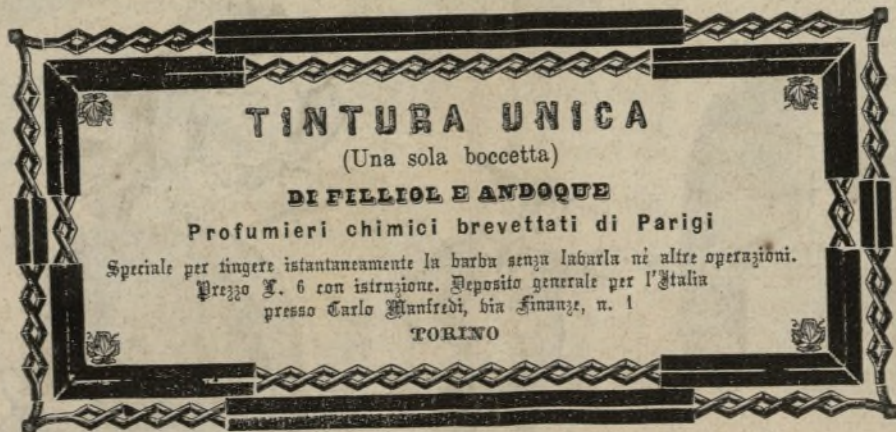 TINTURA UNICA
(Una sola boccetta)
DI FILLIOL E ANDOQUE
Profumieri chimici brevettati di Parigi
Speciale per tingere istantaneamente la barba senza lavarla nè altre operazioni.
Prezzo L. 6 con istruzione. Deposito generale per l'Italia
presso Carlo Manfredi, via Finanze, n. 1
TORINO